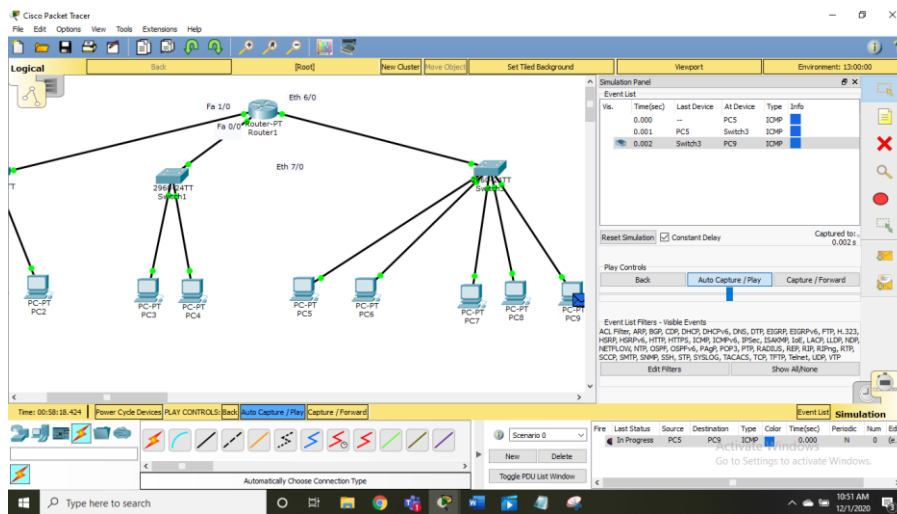 Cisco Packet Tracer
File Edit Options View Tools Extensions Help
Logical Back [Root] New Cluster Move Object Set Tiled Background Viewport Environment: 13:00:00
Fa 1/0 Eth 6/0
Fa 0/0 Router-PT
Router1
Eth 7/0
2960-24TT
Switch1
PC-PT
PC2
PC-PT
PC3
PC-PT
PC4
PC-PT
PC5
PC-PT
PC6
PC-PT
PC7
PC-PT
PC8
PC-PT
PC9
Simulation Panel
Event List
Vis. Time(sec) Last Device At Device Type Info
0.000 -- PC5 ICMP
0.001 PC5 Switch3 ICMP
0.002 Switch3 PC9 ICMP
Reset Simulation Constant Delay Captured to:
0.002 s
Play Controls
Back Auto Capture / Play Capture / Forward
Event List Filters - Visible Events
ACL Filter, ARP, BGP, CDP, DHCP, DHCPv6, DNS, DTP, EIGRP, EIGRPv6, FTP, H.323,
HSRP, HSRPv6, HTTP, HTTPS, ICMP, ICMPv6, IPSec, ISAKMP, IoE, LACP, LLDP, NDP,
NETFLOW, NTP, OSPF, OSPFv6, PAgP, POP3, PTP, RADIUS, REP, RIP, RIPng, RTP,
SCCP, SMTP, SNMP, SSH, STP, SYSLOG, TACACS, TCP, TFTP, Telnet, UDP, VTP
Edit Filters Show All/None
Time: 00:58:18.424 Power Cycle Devices PLAY CONTROLS: Back Auto Capture / Play Capture / Forward Event List Simulation
Scenario 0
New Delete
Toggle PDU List Window
Automatically Choose Connection Type
Fire Last Status Source Destination Type Color Time(sec) Periodic Num Edi
In Progress PC5 PC9 ICMP 0.000 N 0 (e
Activate Windows
Go to Settings to activate Windows.
Type here to search
10:51 AM
12/1/2020